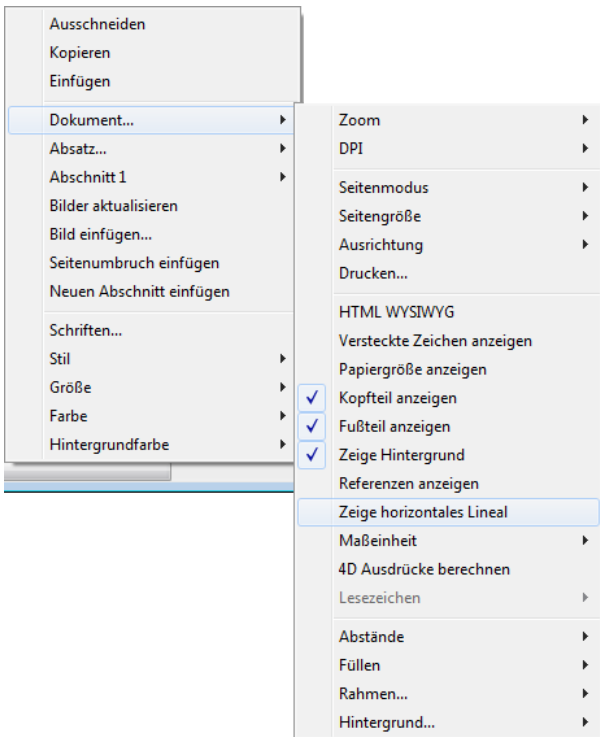 Ausschneiden
Kopieren
Einfügen
Dokument...
Absatz...
Abschnitt 1
Bilder aktualisieren
Bild einfügen...
Seitenumbruch einfügen
Neuen Abschnitt einfügen
Schriften...
Stil
Größe
Farbe
Hintergrundfarbe
Zoom
DPI
Seitenmodus
Seitengröße
Ausrichtung
Drucken...
HTML WYSIWYG
Versteckte Zeichen anzeigen
Papiergröße anzeigen
Kopfteil anzeigen
Fußteil anzeigen
Zeige Hintergrund
Referenzen anzeigen
Zeige horizontales Lineal
Maßeinheit
4D Ausdrücke berechnen
Lesezeichen
Abstände
Füllen
Rahmen...
Hintergrund...